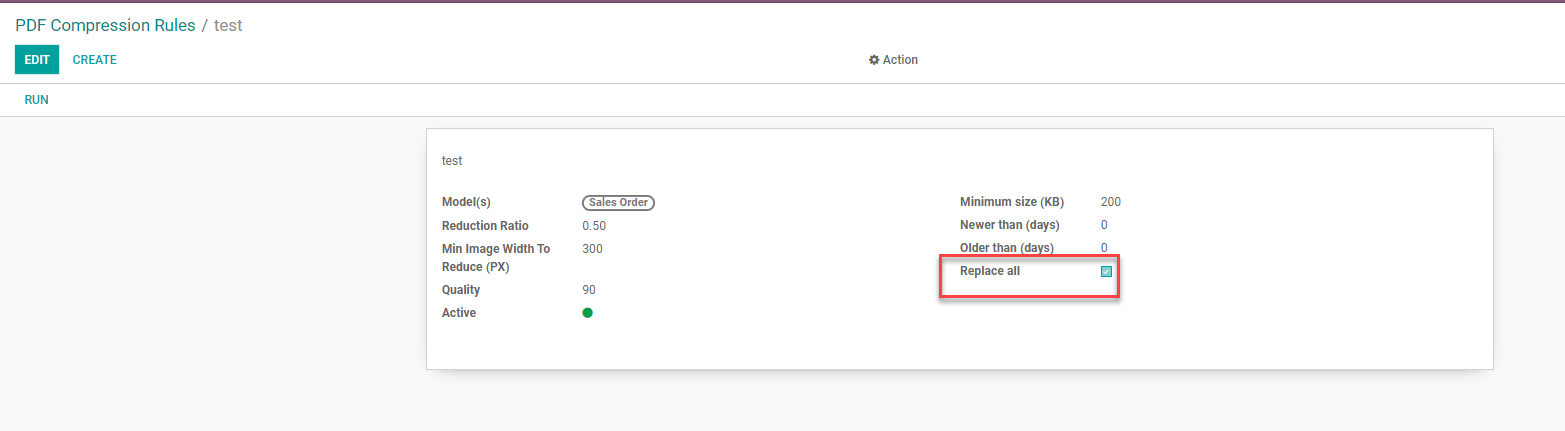 PDF Compression Rules / test
EDIT CREATE Action
RUN
test
Model(s) Sales Order
Reduction Ratio 0.50
Min Image Width To Reduce (PX) 300
Quality 90
Active
Minimum size (KB) 200
Newer than (days) 0
Older than (days) 0
Replace all